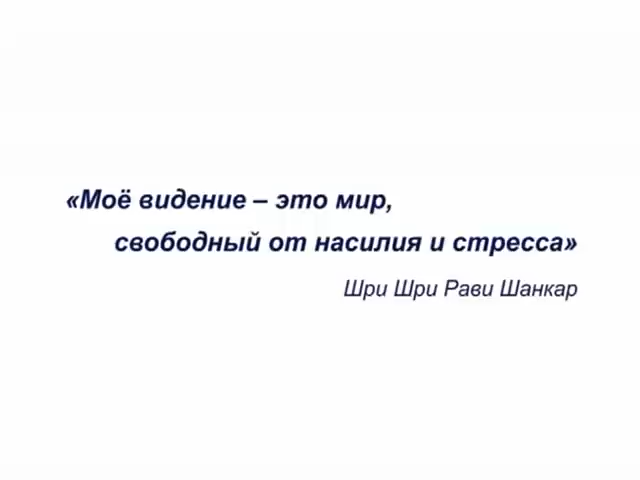 «Моё видение – это мир,
свободный от насилия и стресса»
Шри Шри Рави Шанкар